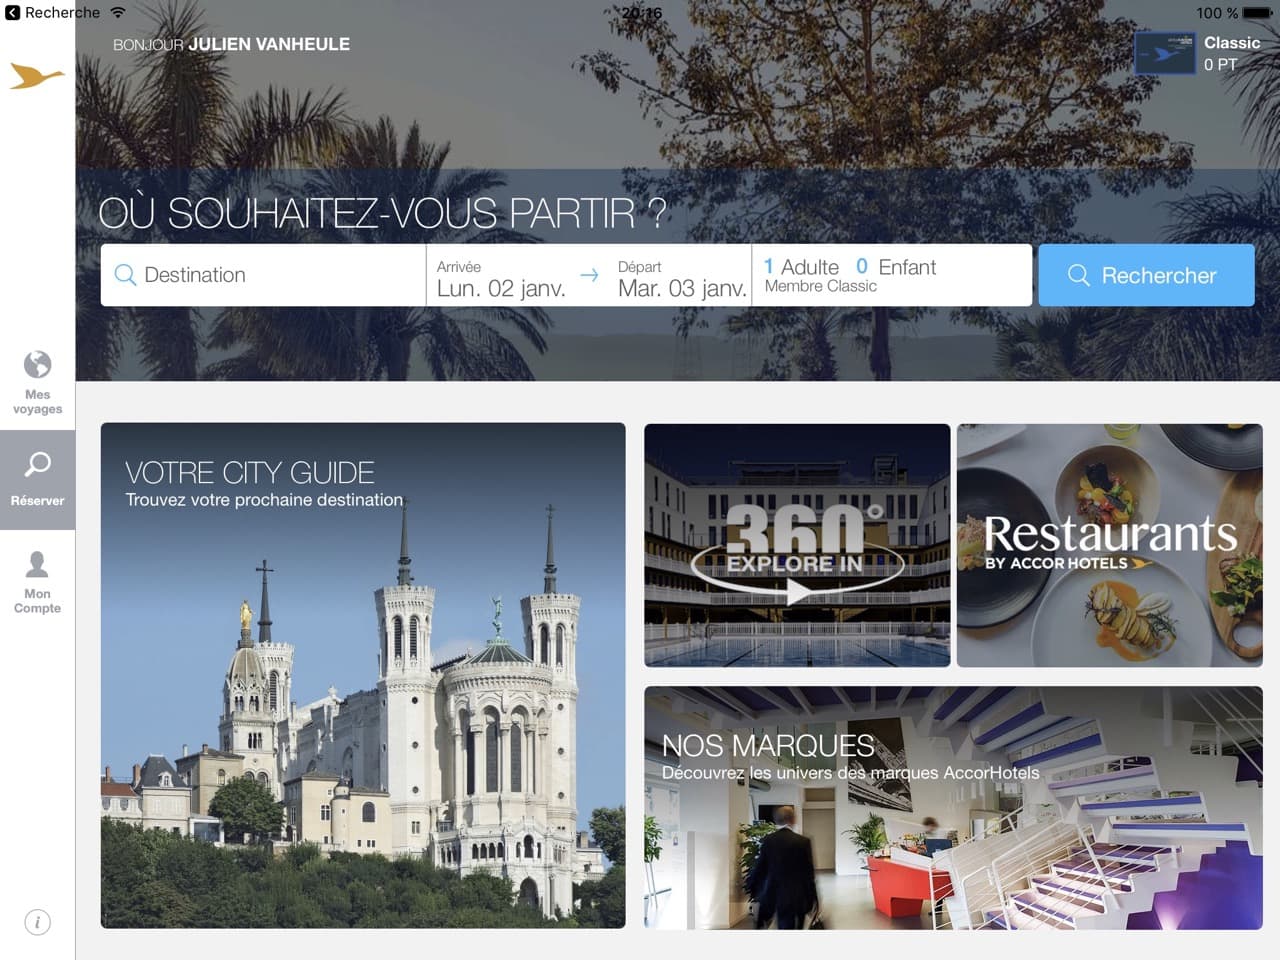 Recherche
20:16
100 %
BONJOUR JULIEN VANHEULE
Classic
0 PT
OÙ SOUHAITEZ-VOUS PARTIR ?
Destination
Arrivée
Lun. 02 janv.
Départ
Mar. 03 janv.
1 Adulte 0 Enfant
Membre Classic
Rechercher
Mes
voyages
Réserver
Mon
Compte
VOTRE CITY GUIDE
Trouvez votre prochaine destination
360°
EXPLORE IN
Restaurants
BY ACCORHOTELS
NOS MARQUES
Découvrez les univers des marques AccorHotels
i